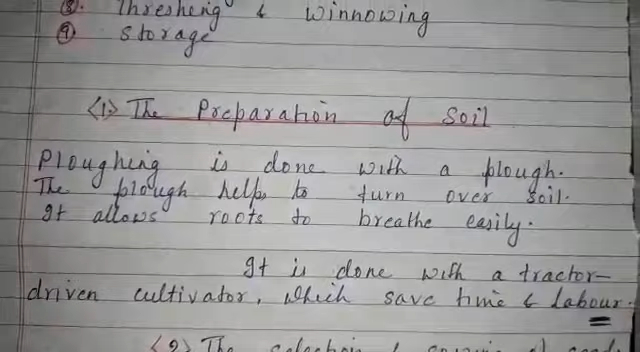 (8). Thresheng & Winnowing
(9) Storage
<1> The Preparation of Soil
Ploughing is done with a plough.
The plough helps to turn over soil.
It allows roots to breathe easily.
It is done with a tractor-
driven cultivator, which save time & labour.
<2> The selection &